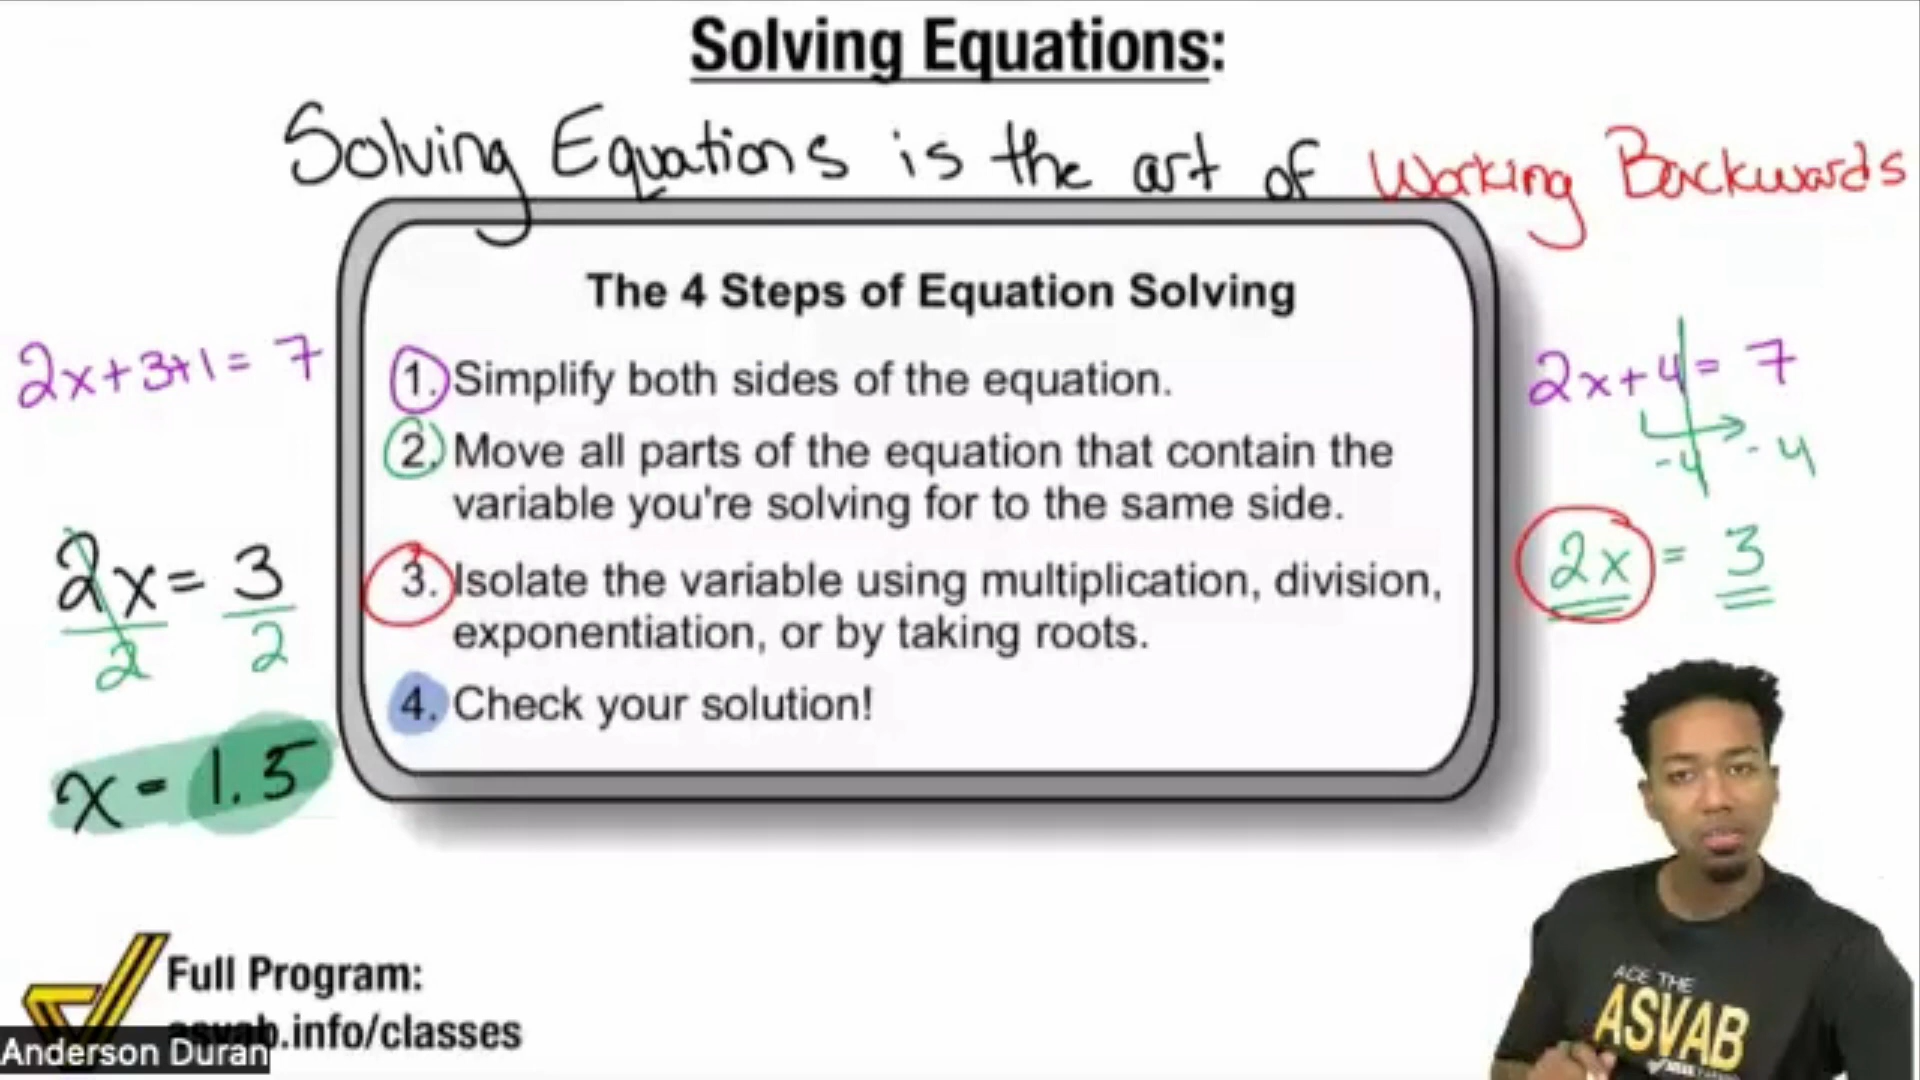 Solving Equations:
Solving Equations is the art of Working Backwards
The 4 Steps of Equation Solving
2x+3+1= 7
1. Simplify both sides of the equation.
2. Move all parts of the equation that contain the
variable you're solving for to the same side.
3. Isolate the variable using multiplication, division,
exponentiation, or by taking roots.
4. Check your solution!
2x+4= 7
-4 -4
2x = 3
2x = 3
2 2
x = 1.5
Full Program:
asvab.info/classes
Anderson Duran
ACE THE
ASVAB